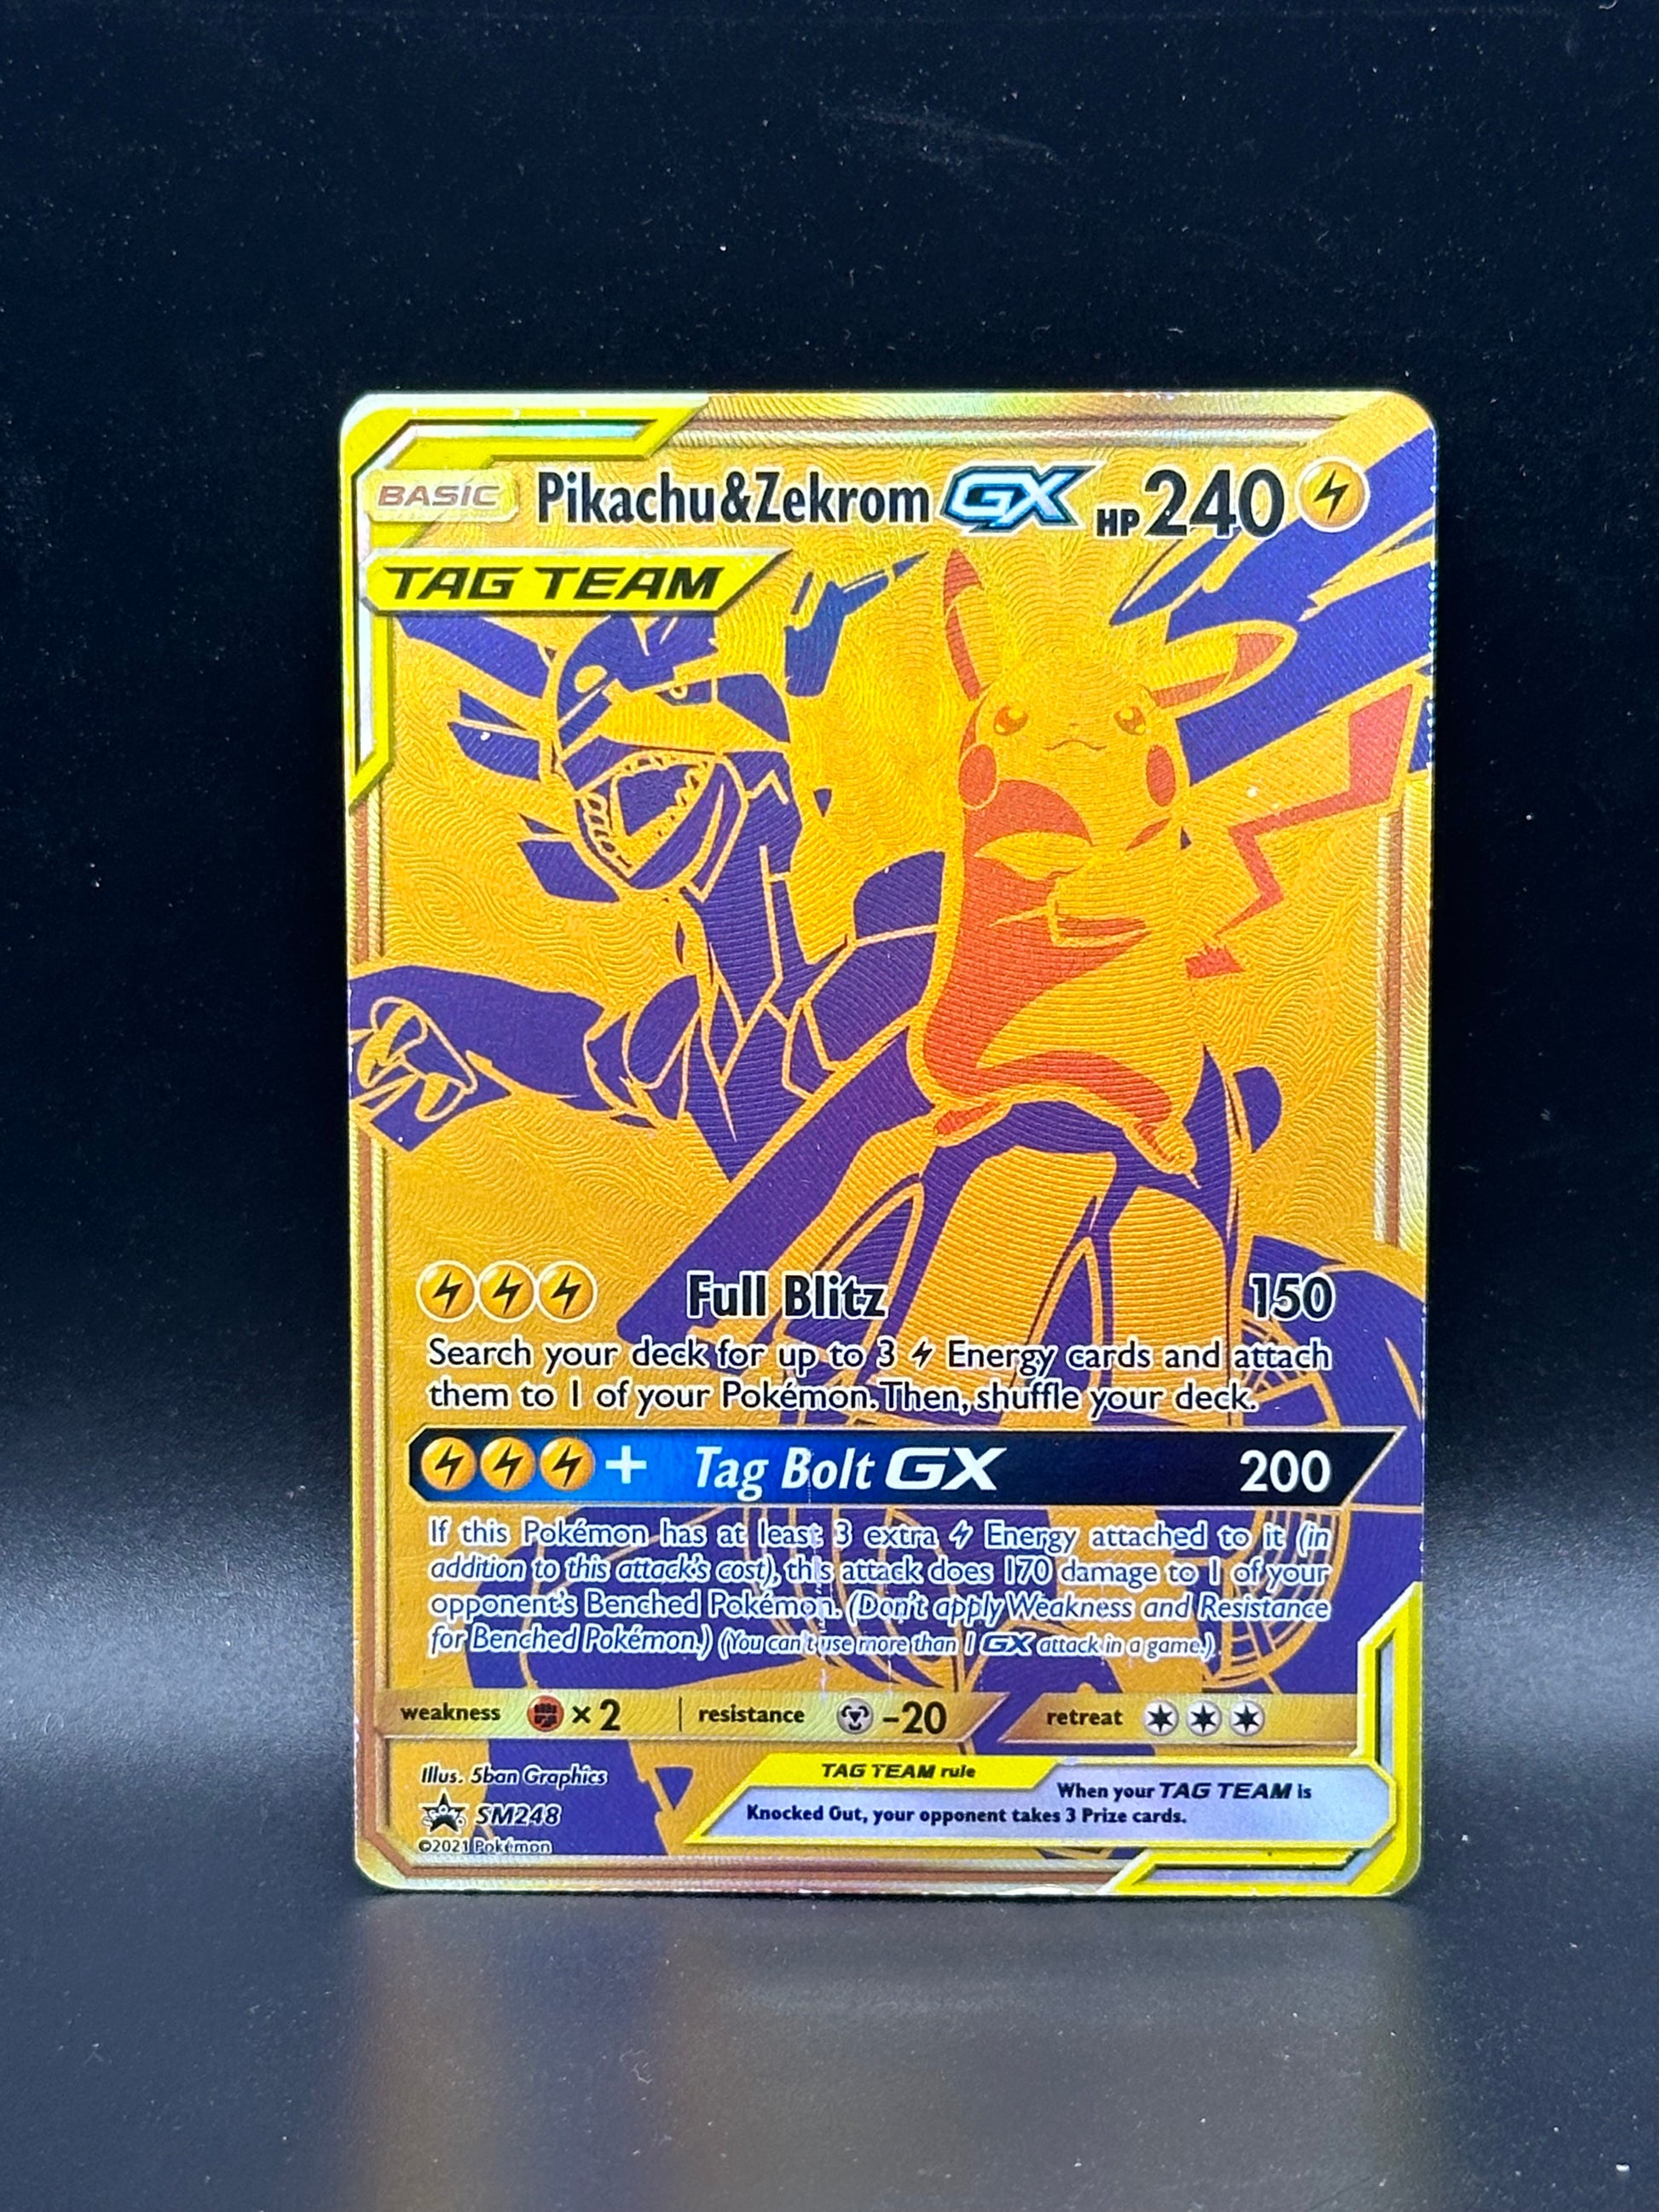 BASIC Pikachu&Zekrom GX HP 240
TAG TEAM
Full Blitz 150
Search your deck for up to 3 Energy cards and attach
them to 1 of your Pokémon. Then, shuffle your deck.
+ Tag Bolt GX 200
If this Pokémon has at least 3 extra Energy attached to it (in
addition to this attack's cost), this attack does 170 damage to 1 of your
opponent's Benched Pokémon. (Don't apply Weakness and Resistance
for Benched Pokémon.) (You can't use more than 1 GX attack in a game.)
weakness ×2 resistance -20 retreat
Illus. 5ban Graphics
SM248
©2021 Pokémon
TAG TEAM rule
When your TAG TEAM is
Knocked Out, your opponent takes 3 Prize cards.